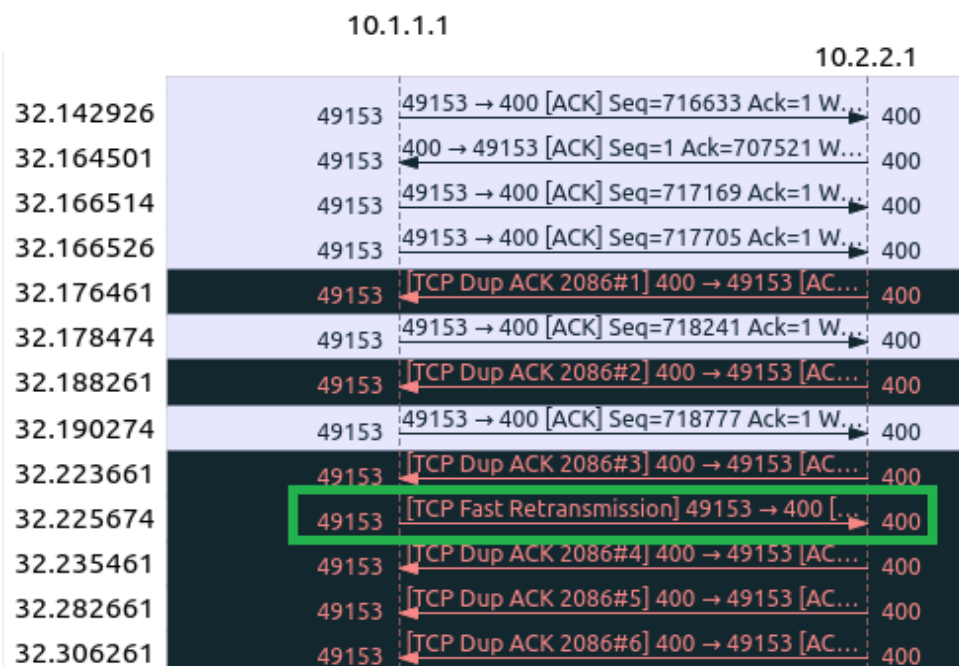 10.1.1.1
10.2.2.1
32.142926 49153 49153 → 400 [ACK] Seq=716633 Ack=1 W... 400
32.164501 49153 400 → 49153 [ACK] Seq=1 Ack=707521 W... 400
32.166514 49153 49153 → 400 [ACK] Seq=717169 Ack=1 W... 400
32.166526 49153 49153 → 400 [ACK] Seq=717705 Ack=1 W... 400
32.176461 49153 [TCP Dup ACK 2086#1] 400 → 49153 [AC... 400
32.178474 49153 49153 → 400 [ACK] Seq=718241 Ack=1 W... 400
32.188261 49153 [TCP Dup ACK 2086#2] 400 → 49153 [AC... 400
32.190274 49153 49153 → 400 [ACK] Seq=718777 Ack=1 W... 400
32.223661 49153 [TCP Dup ACK 2086#3] 400 → 49153 [AC... 400
32.225674 49153 [TCP Fast Retransmission] 49153 → 400 [... 400
32.235461 49153 [TCP Dup ACK 2086#4] 400 → 49153 [AC... 400
32.282661 49153 [TCP Dup ACK 2086#5] 400 → 49153 [AC... 400
32.306261 49153 [TCP Dup ACK 2086#6] 400 → 49153 [AC... 400